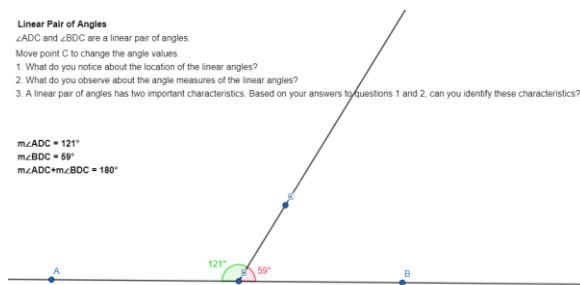 Linear Pair of Angles
∠ADC and ∠BDC are a linear pair of angles.
Move point C to change the angle values.
1. What do you notice about the location of the linear angles?
2. What do you observe about the angle measures of the linear angles?
3. A linear pair of angles has two important characteristics. Based on your answers to questions 1 and 2, can you identify these characteristics?
m∠ADC = 121°
m∠BDC = 59°
m∠ADC+m∠BDC = 180°
C
121°
D
59°
A
B